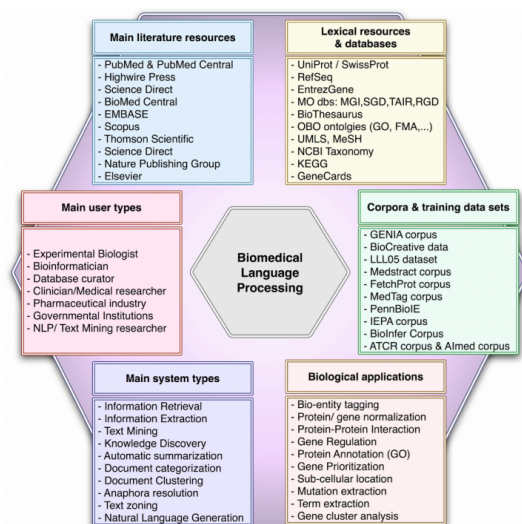 Main literature resources
- PubMed & PubMed Central
- Highwire Press
- Science Direct
- BioMed Central
- EMBASE
- Scopus
- Thomson Scientific
- Science Direct
- Nature Publishing Group
- Elsevier
Lexical resources
& databases
- UniProt / SwissProt
- RefSeq
- EntrezGene
- MO dbs: MGI,SGD,TAIR,RGD
- BioThesaurus
- OBO ontolgies (GO, FMA,...)
- UMLS, MeSH
- NCBI Taxonomy
- KEGG
- GeneCards
Main user types
- Experimental Biologist
- Bioinformatician
- Database curator
- Clinician/Medical researcher
- Pharmaceutical industry
- Governmental Institutions
- NLP/ Text Mining researcher
Biomedical
Language
Processing
Corpora & training data sets
- GENIA corpus
- BioCreative data
- LLL05 dataset
- Medstract corpus
- FetchProt corpus
- MedTag corpus
- PennBioIE
- IEPA corpus
- BioInfer Corpus
- ATCR corpus & AImed corpus
Main system types
- Information Retrieval
- Information Extraction
- Text Mining
- Knowledge Discovery
- Automatic summarization
- Document categorization
- Document Clustering
- Anaphora resolution
- Text zoning
- Natural Language Generation
Biological applications
- Bio-entity tagging
- Protein/ gene normalization
- Protein-Protein Interaction
- Gene Regulation
- Protein Annotation (GO)
- Gene Prioritization
- Sub-cellular location
- Mutation extraction
- Term extraction
- Gene cluster analysis